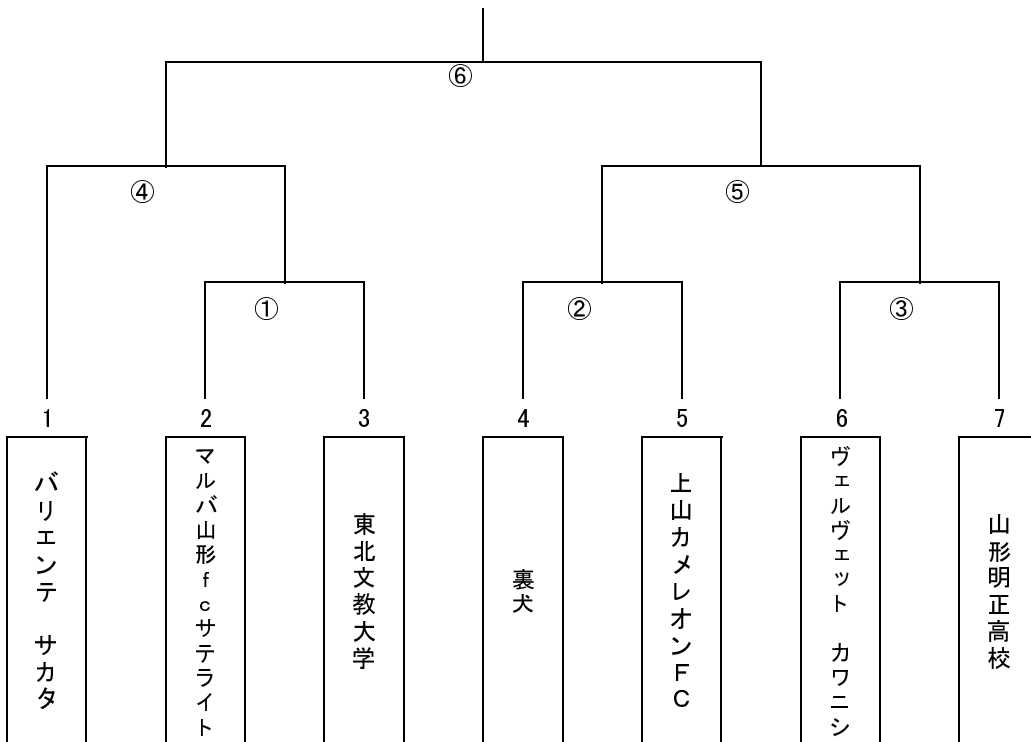 ⑥
④
⑤
①
②
③
1
2
3
4
5
6
7
バリエンテ サカタ
マルバ山形fcサテライト
東北文教大学
裏犬
上山カメレオンFC
ヴェルヴェット カワニシ
山形明正高校